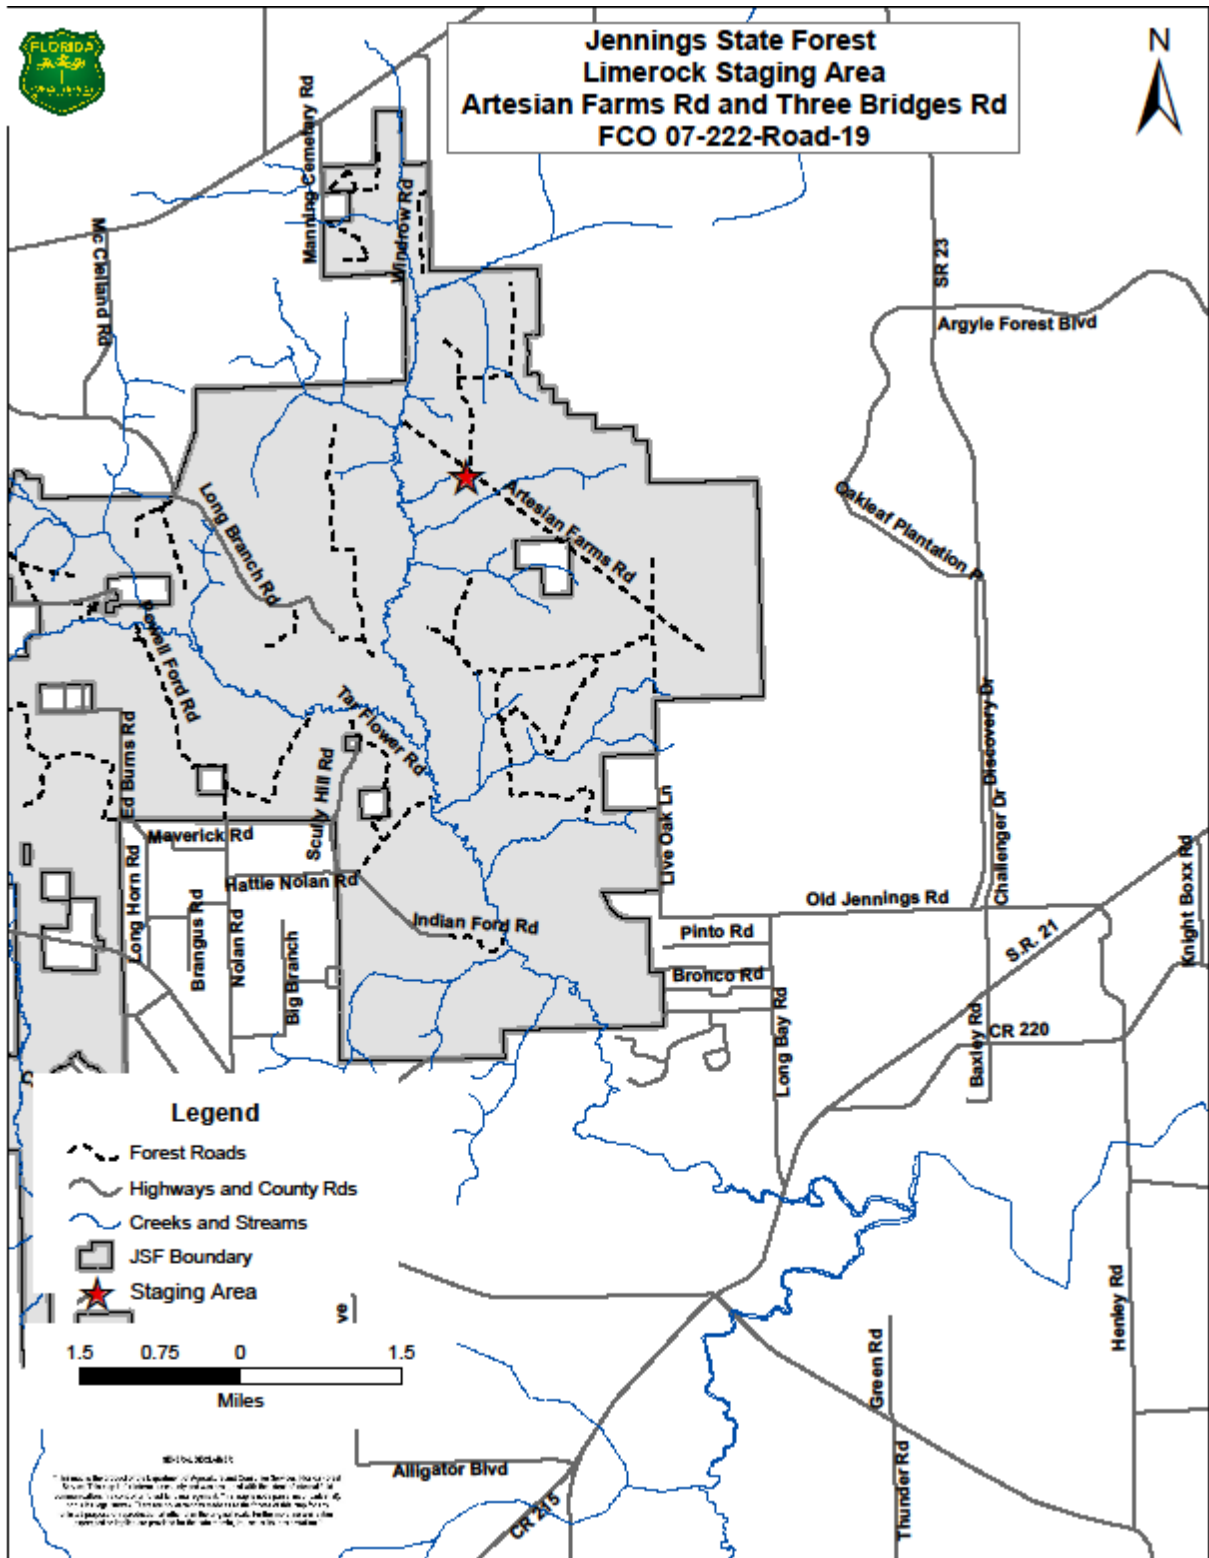 FLORIDA
Jennings State Forest
Limerock Staging Area
Artesian Farms Rd and Three Bridges Rd
FCO 07-222-Road-19
N
Manning Cemetary Rd
Windrow Rd
Mc Clelland Rd
SR 23
Argyle Forest Blvd
Long Branch Rd
Artesian Farms Rd
Oakleaf Plantation P
Powell Ford Rd
Tar Flower Rd
Ed Burns Rd
Scully Hill Rd
Discovery Dr
Live Oak Ln
Challenger Dr
Maverick Rd
Hattie Nolan Rd
Long Horn Rd
Brangus Rd
Nolan Rd
Big Branch
Indian Ford Rd
Old Jennings Rd
Pinto Rd
Bronco Rd
S.R. 21
Knight Boxx Rd
Long Bay Rd
Baxley Rd
CR 220
Legend
Forest Roads
Highways and County Rds
Creeks and Streams
JSF Boundary
Staging Area
ve
1.5 0.75 0 1.5
Miles
Henley Rd
Green Rd
Alligator Blvd
CR 215
Thunder Rd